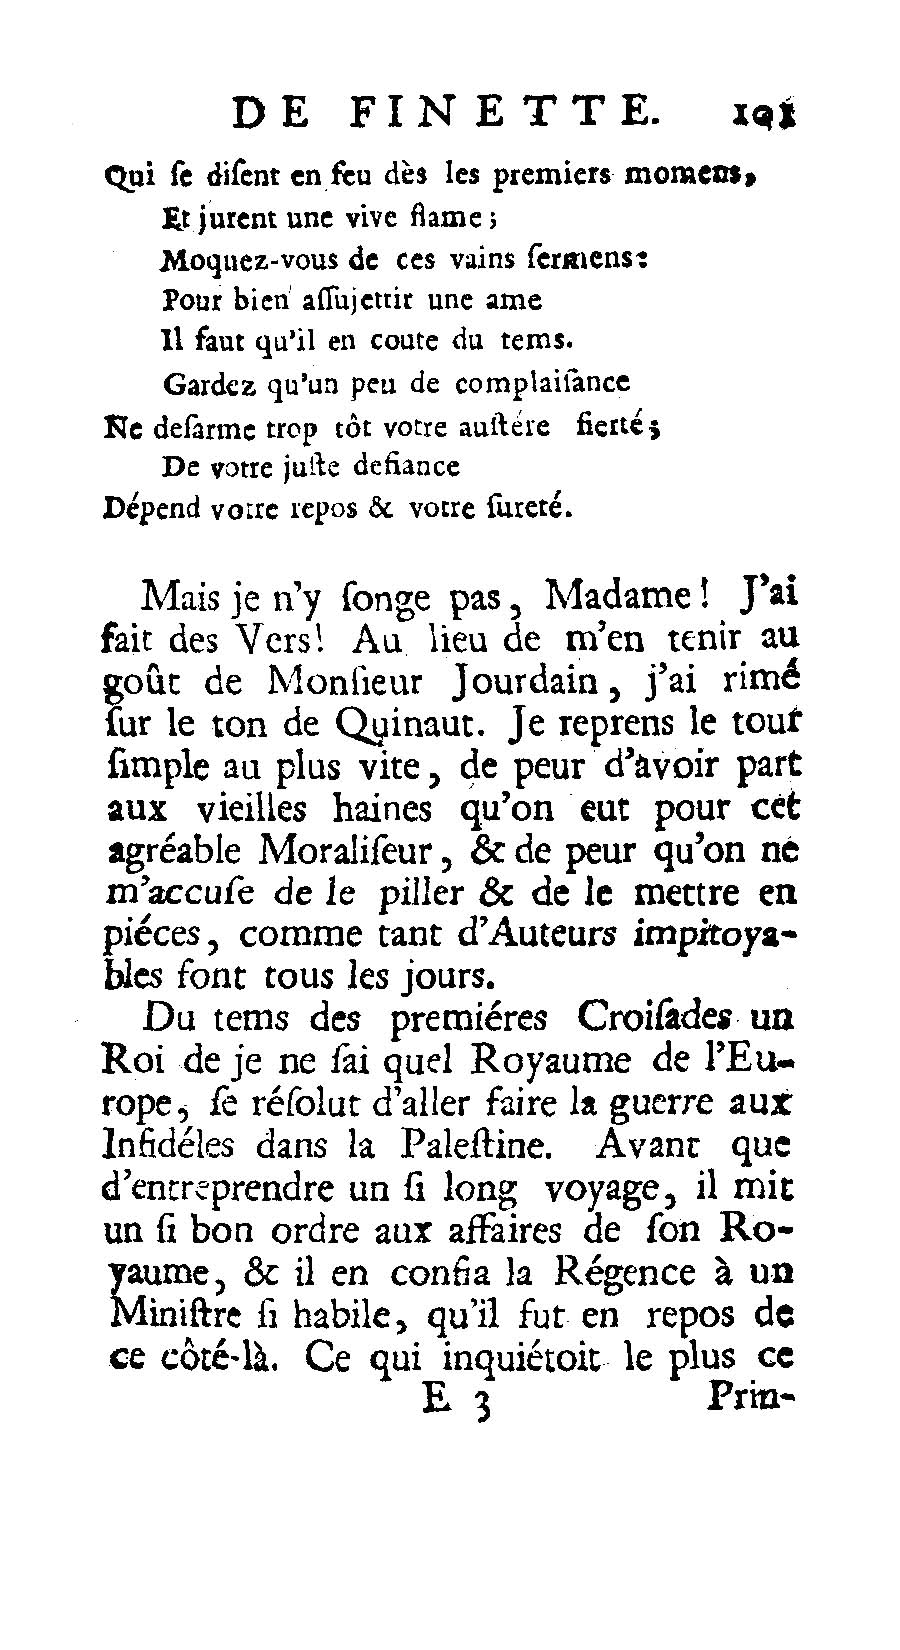 DE FINETTE. 101
Qui ſe diſent en feu dès les premiers momens,
Et jurent une vive flame;
Moquez-vous de ces vains ſermens:
Pour bien aſſujettir une ame
Il faut qu'il en coute du tems.
Gardez qu'un peu de complaiſance
Ne deſarme trop tôt votre auſtére fierté;
De votre juſte defiance
Dépend votre repos & votre ſureté.
Mais je n'y ſonge pas, Madame! J'ai
fait des Vers! Au lieu de m'en tenir au
goût de Monſieur Jourdain, j'ai rimé
ſur le ton de Quinaut. Je reprens le tout
ſimple au plus vite, de peur d'avoir part
aux vieilles haines qu'on eut pour cet
agréable Moraliſeur, & de peur qu'on ne
m'accuſe de le piller & de le mettre en
piéces, comme tant d'Auteurs impitoya-
bles font tous les jours.
Du tems des premiéres Croiſades un
Roi de je ne ſai quel Royaume de l'Eu-
rope, ſe réſolut d'aller faire la guerre aux
Infidéles dans la Paleſtine. Avant que
d'entreprendre un ſi long voyage, il mit
un ſi bon ordre aux affaires de ſon Ro-
yaume, & il en confia la Régence à un
Miniſtre ſi habile, qu'il fut en repos de
ce côté-là. Ce qui inquiétoit le plus ce
E 3 Prin-